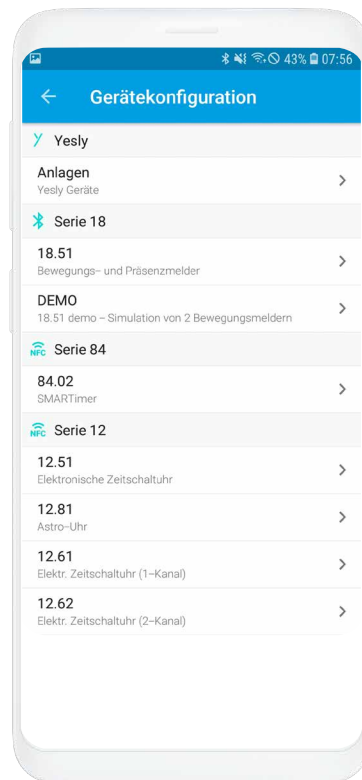 43% 07:56
Gerätekonfiguration
Yesly
Anlagen
Yesly Geräte
Serie 18
18.51
Bewegungs- und Präsenzmelder
DEMO
18.51 demo – Simulation von 2 Bewegungsmeldern
NFC Serie 84
84.02
SMARTimer
NFC Serie 12
12.51
Elektronische Zeitschaltuhr
12.81
Astro-Uhr
12.61
Elektr. Zeitschaltuhr (1-Kanal)
12.62
Elektr. Zeitschaltuhr (2-Kanal)